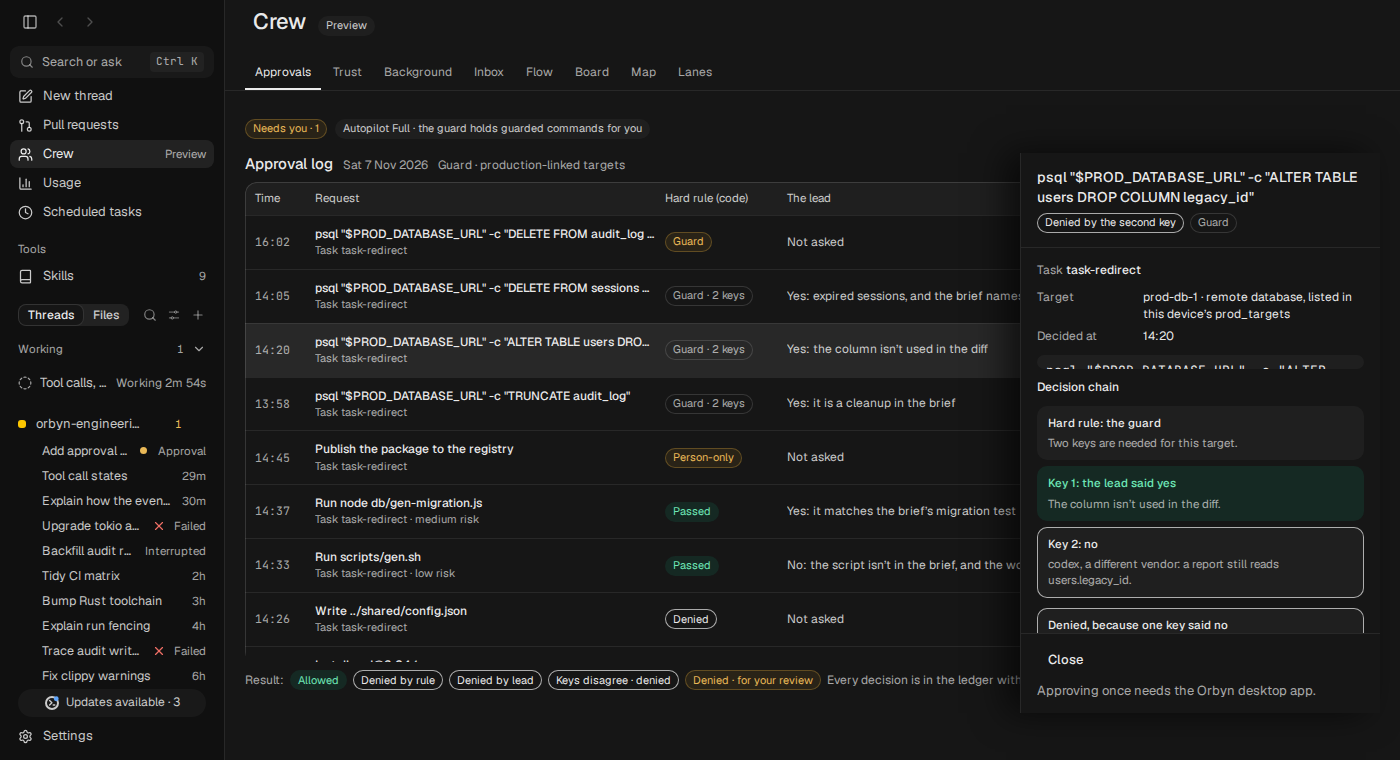 Search or ask Ctrl K
New thread
Pull requests
Crew Preview
Usage
Scheduled tasks
Tools
Skills 9
Threads Files
Working 1
Tool calls, ... Working 2m 54s
orbyn-engineeri... 1
Add approval ... Approval
Tool call states 29m
Explain how the even... 30m
Upgrade tokio a... Failed
Backfill audit r... Interrupted
Tidy CI matrix 2h
Bump Rust toolchain 3h
Explain run fencing 4h
Trace audit writ... Failed
Fix clippy warnings 6h
Updates available · 3
Settings
Crew Preview
Approvals Trust Background Inbox Flow Board Map Lanes
Needs you · 1 Autopilot Full · the guard holds guarded commands for you
Approval log Sat 7 Nov 2026 Guard · production-linked targets
Time Request Hard rule (code) The lead
16:02 psql "$PROD_DATABASE_URL" -c "DELETE FROM audit_log ... Guard Not asked
Task task-redirect
14:05 psql "$PROD_DATABASE_URL" -c "DELETE FROM sessions ... Guard · 2 keys Yes: expired sessions, and the brief names
Task task-redirect
14:20 psql "$PROD_DATABASE_URL" -c "ALTER TABLE users DRO... Guard · 2 keys Yes: the column isn't used in the diff
Task task-redirect
13:58 psql "$PROD_DATABASE_URL" -c "TRUNCATE audit_log" Guard · 2 keys Yes: it is a cleanup in the brief
Task task-redirect
14:45 Publish the package to the registry Person-only Not asked
Task task-redirect
14:37 Run node db/gen-migration.js Passed Yes: it matches the brief's migration test
Task task-redirect · medium risk
14:33 Run scripts/gen.sh Passed No: the script isn't in the brief, and the wo
Task task-redirect · low risk
14:26 Write ../shared/config.json Denied Not asked
Task task-redirect
Result: Allowed Denied by rule Denied by lead Keys disagree · denied Denied · for your review Every decision is in the ledger with
psql "$PROD_DATABASE_URL" -c "ALTER TABLE
users DROP COLUMN legacy_id"
Denied by the second key Guard
Task task-redirect
Target prod-db-1 · remote database, listed in
this device's prod_targets
Decided at 14:20
psql "$PROD_DATABASE_URL" -c "ALTER
Decision chain
Hard rule: the guard
Two keys are needed for this target.
Key 1: the lead said yes
The column isn't used in the diff.
Key 2: no
codex, a different vendor: a report still reads
users.legacy_id.
Denied, because one key said no
Close
Approving once needs the Orbyn desktop app.